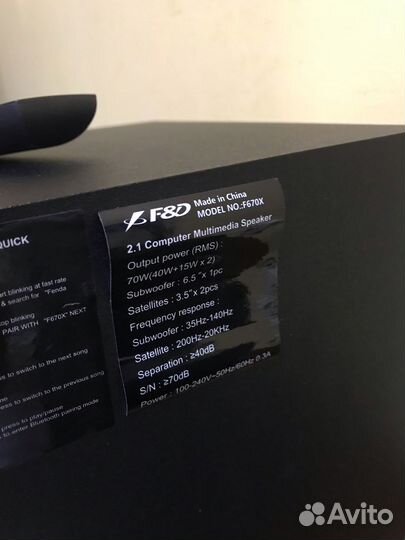 QUICK
t blinking at fast rate
& search for "Fenda
top blinking
PAIR WITH "F670X" NEXT
ess to switch to the next song
ress to switch to the previous song
press to play/pause
to enter Bluetooth pairing mode
F&D Made in China
MODEL NO.:F670X
2.1 Computer Multimedia Speaker
Output power (RMS) :
70W(40W+15W x 2)
Subwoofer : 6.5 "x 1pc
Satellites : 3.5"x 2pcs
Frequency response :
Subwoofer : 35Hz-140Hz
Satellite : 200Hz-20KHz
Separation : ≥40dB
S/N : ≥70dB
Power : 100-240V~50Hz/60Hz 0.3A
Avito